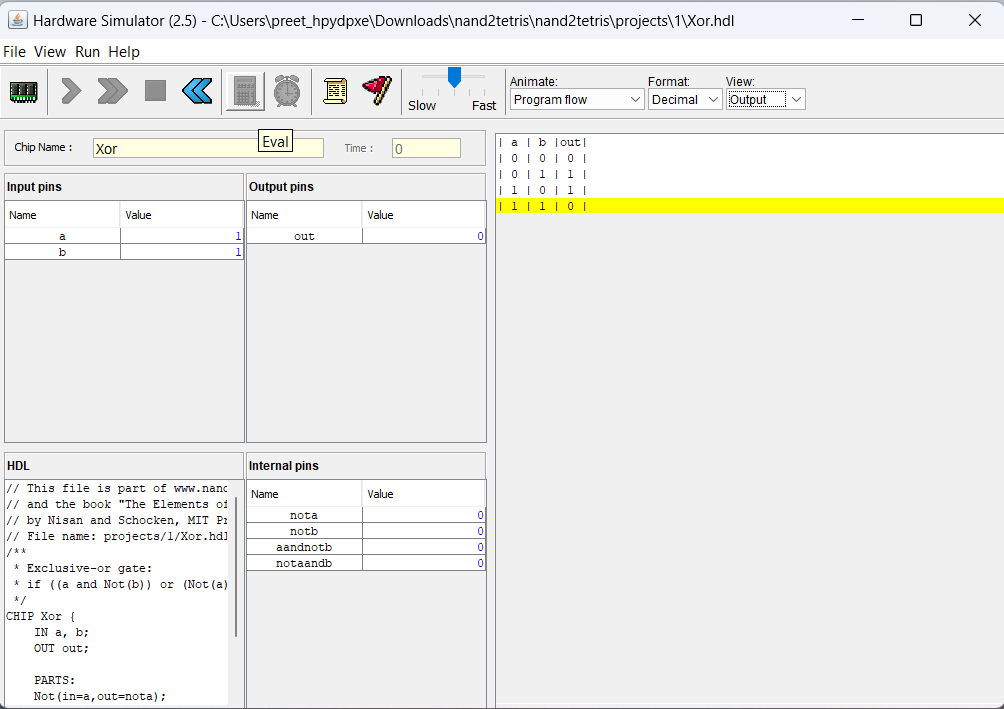 Hardware Simulator (2.5) - C:\Users\preet_hpydpxe\Downloads\nand2tetris\nand2tetris\projects\1\Xor.hdl
File View Run Help
Slow Fast
Animate:
Program flow
Format:
Decimal
View:
Output
Chip Name :
Xor
Eval
Time :
0
Input pins
Name Value
a 1
b 1
Output pins
Name Value
out 0
| a | b |out|
| 0 | 0 | 0 |
| 0 | 1 | 1 |
| 1 | 0 | 1 |
| 1 | 1 | 0 |
HDL
// This file is part of www.nand
// and the book "The Elements of
// by Nisan and Schocken, MIT Pr
// File name: projects/1/Xor.hdl
/**
* Exclusive-or gate:
* if ((a and Not(b)) or (Not(a)
*/
CHIP Xor {
IN a, b;
OUT out;
PARTS:
Not(in=a,out=nota);
Internal pins
Name Value
nota 0
notb 0
aandnotb 0
notaandb 0